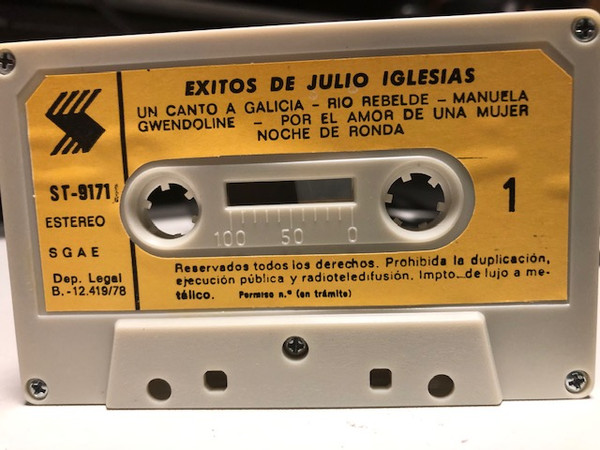 EXITOS DE JULIO IGLESIAS
UN CANTO A GALICIA - RIO REBELDE - MANUELA
GWENDOLINE - POR EL AMOR DE UNA MUJER
NOCHE DE RONDA
ST-9171
ESTEREO
SGAE
Dep. Legal
B.-12.419/78
1
100 50 0
Reservados todos los derechos. Prohibida la duplicación,
ejecución pública y radioteledifusión. Impto. de lujo a me-
tálico. Permiso n.º (en trámite)